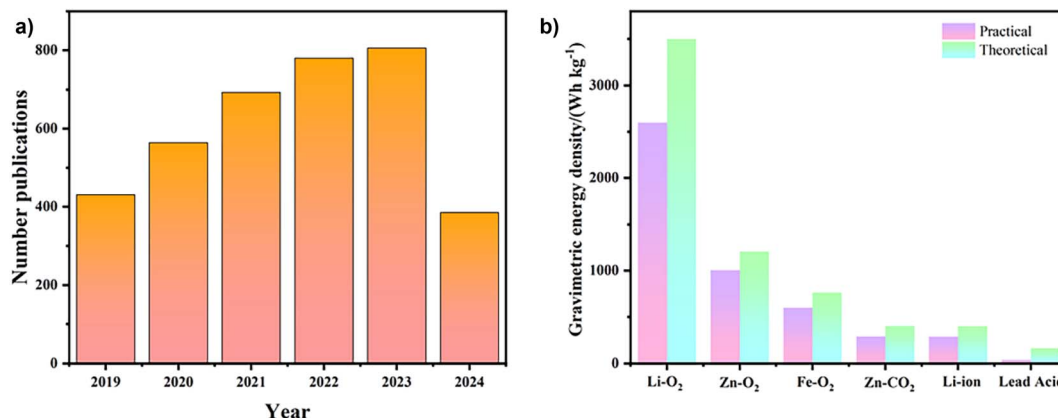 a)
Number publications
800
600
400
200
0
2019 2020 2021 2022 2023 2024
Year
b)
Gravimetric energy density/(Wh kg⁻¹)
3000
2000
1000
0
Practical
Theoretical
Li-O₂ Zn-O₂ Fe-O₂ Zn-CO₂ Li-ion Lead Acid